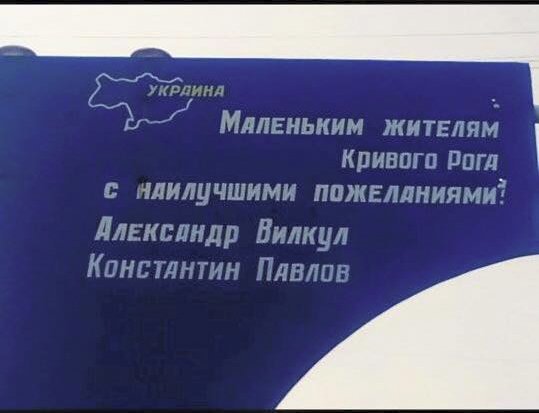 УКРАИНА
Маленьким жителям
Кривого Рога
с наилучшими пожеланиями!
Александр Вилкул
Константин Павлов